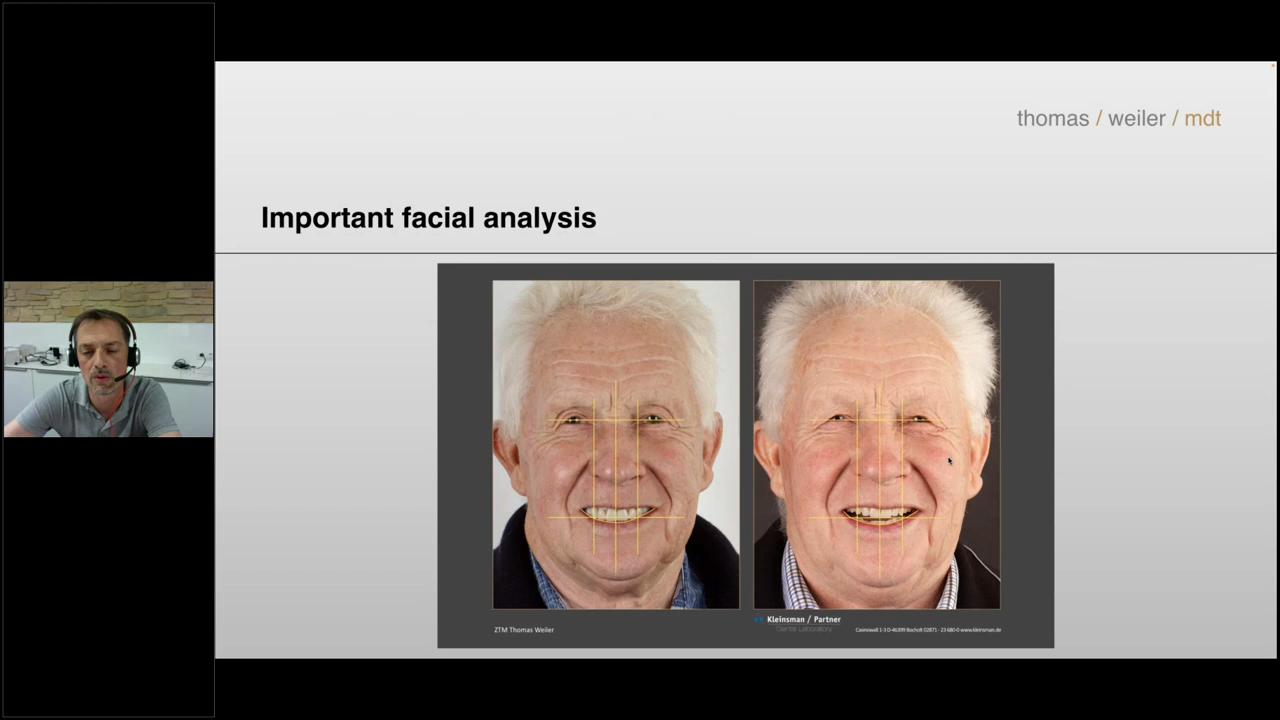 thomas / weiler / mdt
Important facial analysis
Kleinsman / Partner
Dental Laboratory
ZTM Thomas Weiler
Casinowall 1-3 D-46399 Bocholt 02871 - 23 680-0 www.kleinsman.de